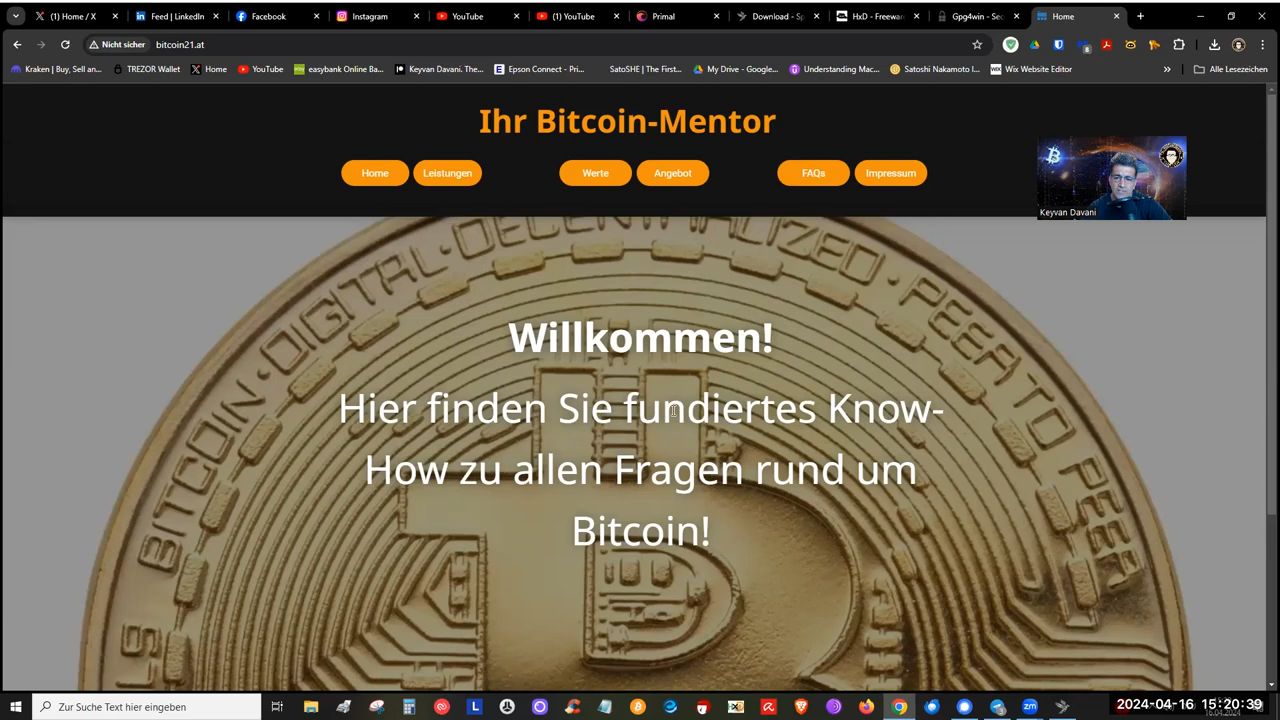 (1) Home / X
Feed | LinkedIn
Facebook
Instagram
YouTube
(1) YouTube
Primal
Download - Sp
HxD - Freewar
Gpg4win - Sec
Home
Nicht sicher
bitcoin21.at
Kraken | Buy, Sell an...
TREZOR Wallet
Home
YouTube
easybank Online Ba...
Keyvan Davani. The...
Epson Connect - Pri...
SatoSHE | The First...
My Drive - Google...
Understanding Mac...
Satoshi Nakamoto I...
Wix Website Editor
»
Alle Lesezeichen
Ihr Bitcoin-Mentor
Home
Leistungen
Werte
Angebot
FAQs
Impressum
Keyvan Davani
BITCOIN · DIGITAL · DECENTRALIZED · PEER TO PEER
Willkommen!
Hier finden Sie fundiertes Know-
How zu allen Fragen rund um
Bitcoin!
Zur Suche Text hier eingeben
2024-04-16 15:20:39